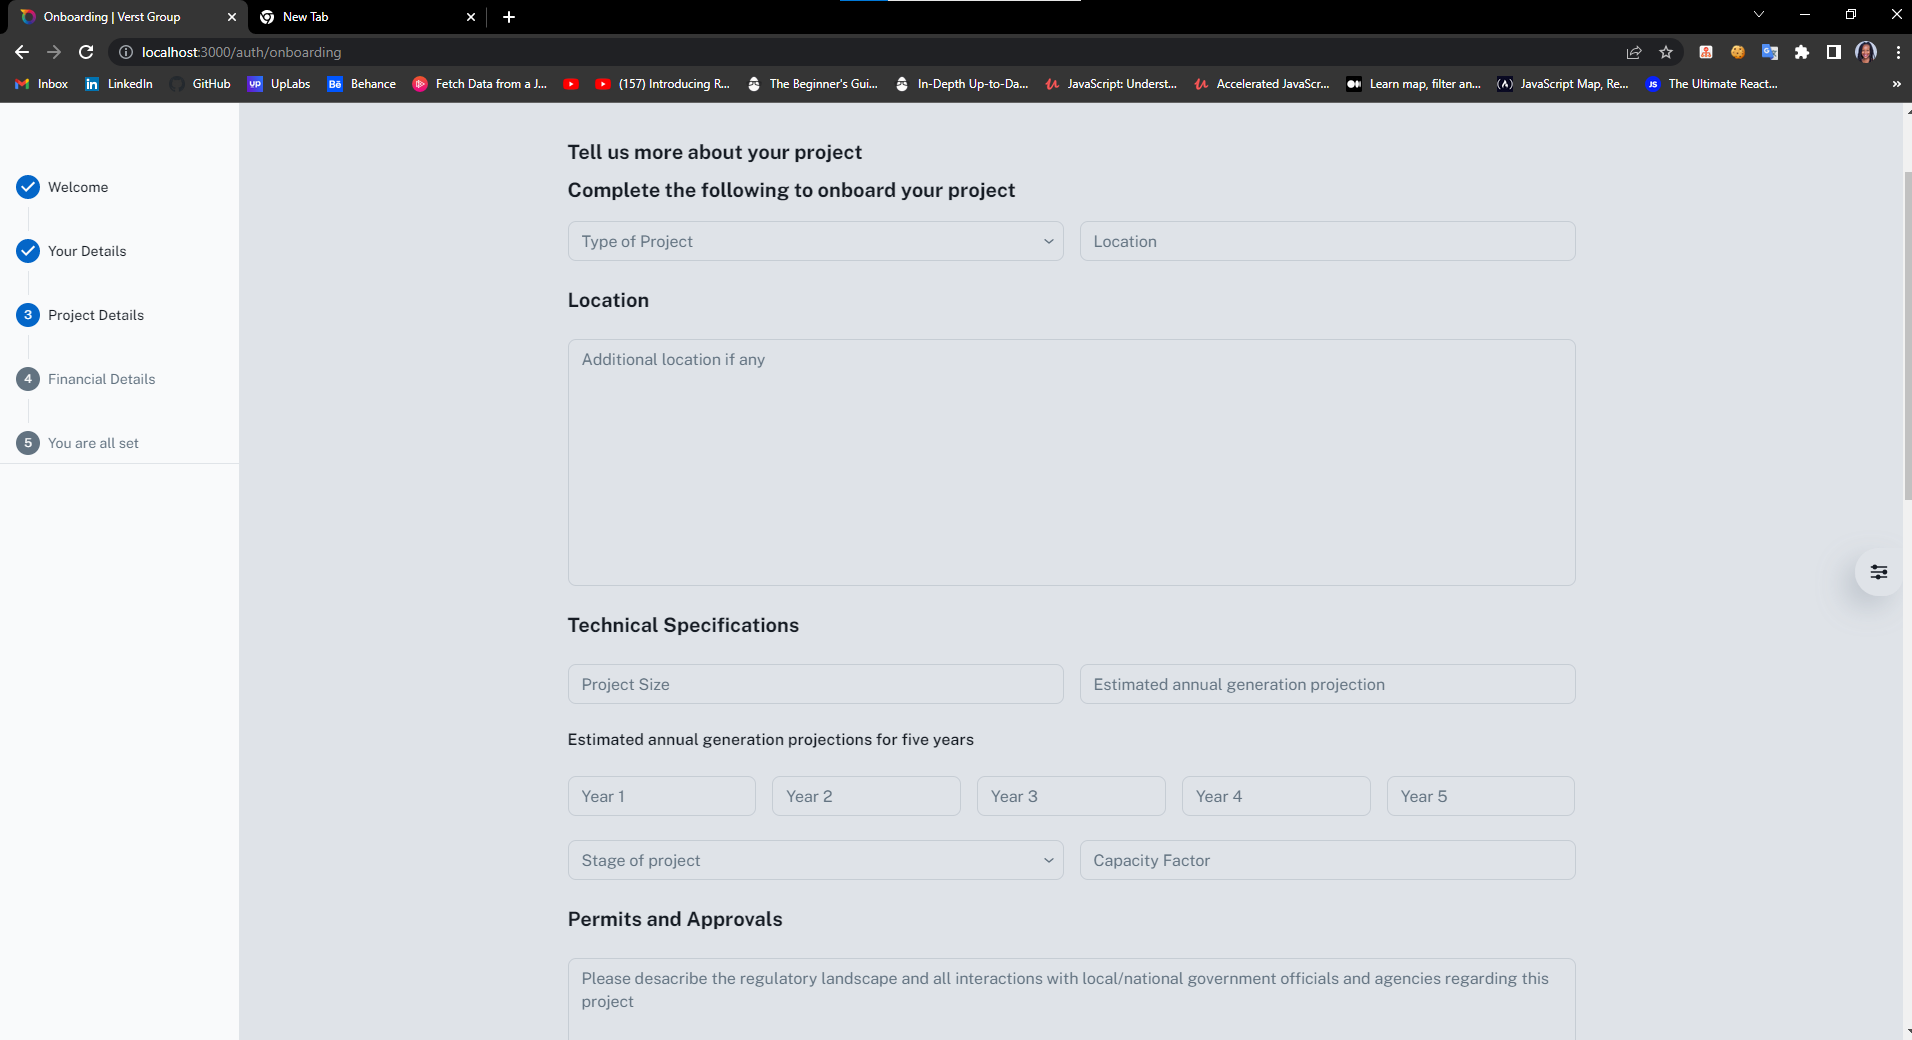 Onboarding | Verst Group
New Tab
localhost:3000/auth/onboarding
Inbox
LinkedIn
GitHub
UP UpLabs
Bē Behance
Fetch Data from a J...
(157) Introducing R...
The Beginner's Gui...
In-Depth Up-to-Da...
JavaScript: Underst...
Accelerated JavaScr...
Learn map, filter an...
JavaScript Map, Re...
JS The Ultimate React...
Welcome
Your Details
3 Project Details
4 Financial Details
5 You are all set
Tell us more about your project
Complete the following to onboard your project
Type of Project
Location
Location
Additional location if any
Technical Specifications
Project Size
Estimated annual generation projection
Estimated annual generation projections for five years
Year 1
Year 2
Year 3
Year 4
Year 5
Stage of project
Capacity Factor
Permits and Approvals
Please desacribe the regulatory landscape and all interactions with local/national government officials and agencies regarding this
project